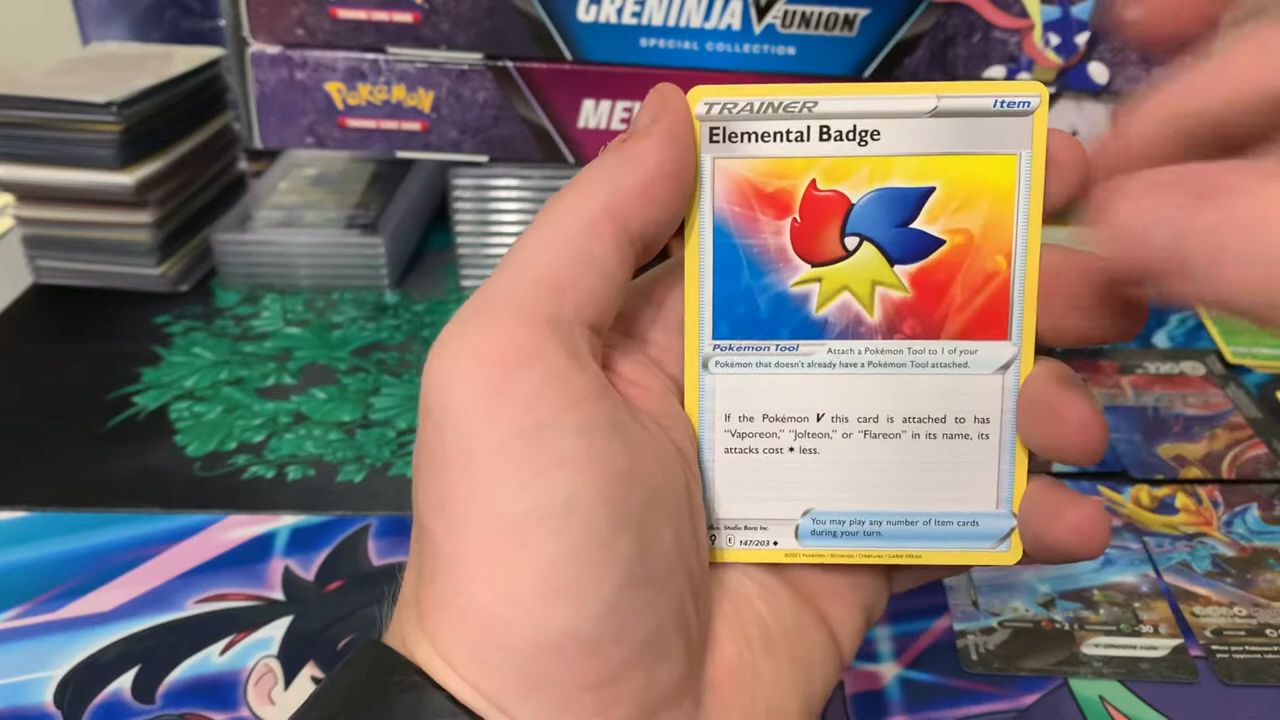 GRENINJA V-UNION
SPECIAL COLLECTION
POKéMON
TRAINER
Item
Elemental Badge
Pokémon Tool
Attach a Pokémon Tool to 1 of your
Pokémon that doesn't already have a Pokémon Tool attached.
If the Pokémon V this card is attached to has
"Vaporeon," "Jolteon," or "Flareon" in its name, its
attacks cost ✶ less.
You may play any number of Item cards
during your turn.
Illus. Studio Bora Inc.
E 147/203
©2021 Pokémon / Nintendo / Creatures / GAME FREAK